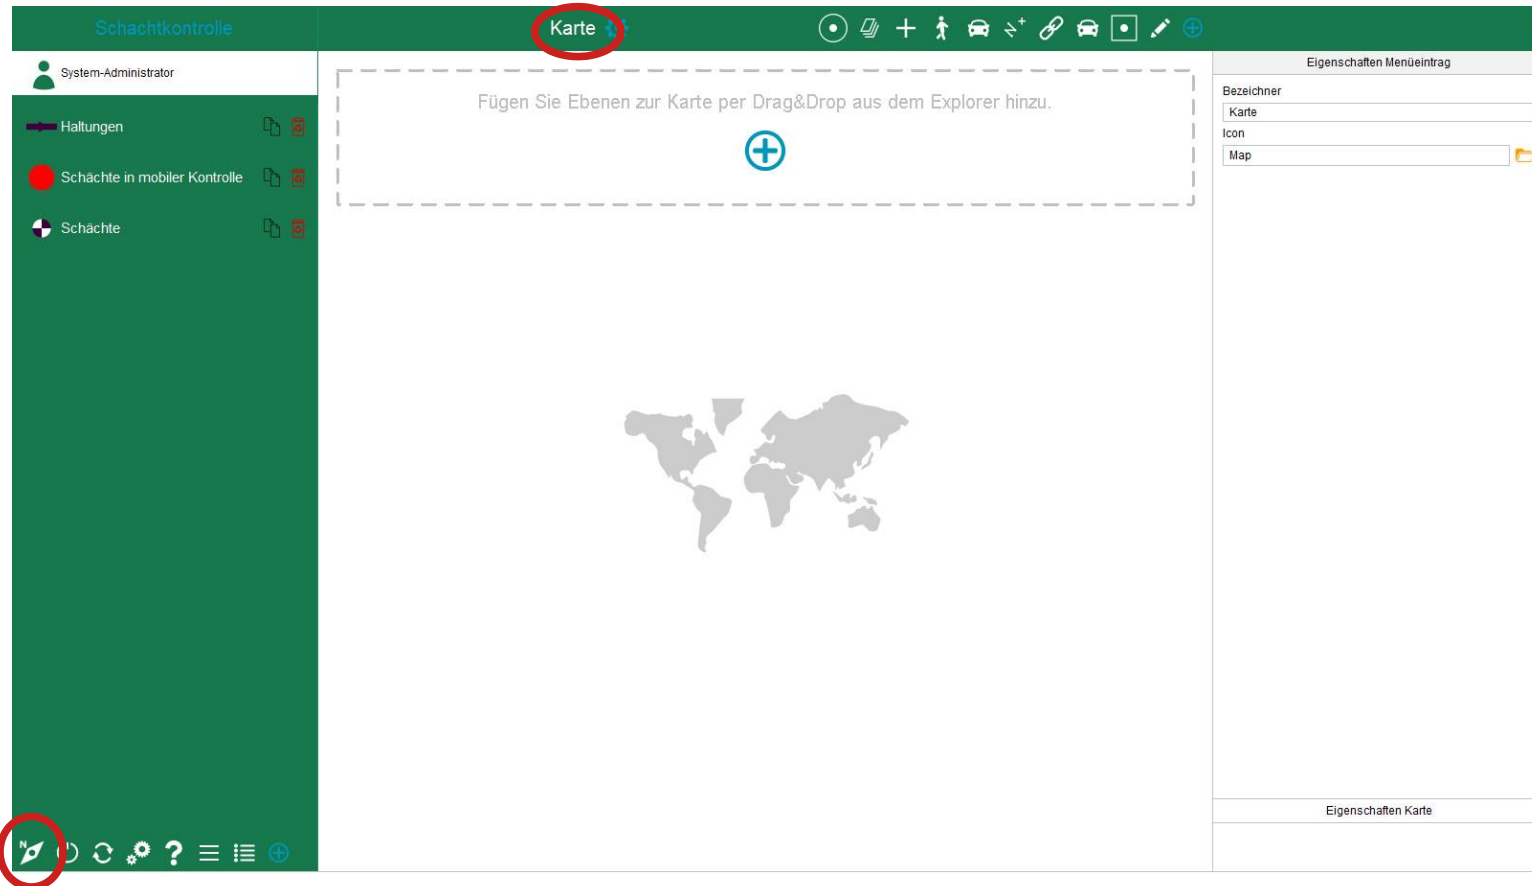 Schachtkontrolle
Karte
System-Administrator
Haltungen
Schächte in mobiler Kontrolle
Schächte
Fügen Sie Ebenen zur Karte per Drag&Drop aus dem Explorer hinzu.
Eigenschaften Menüeintrag
Bezeichner
Karte
Icon
Map
Eigenschaften Karte
N